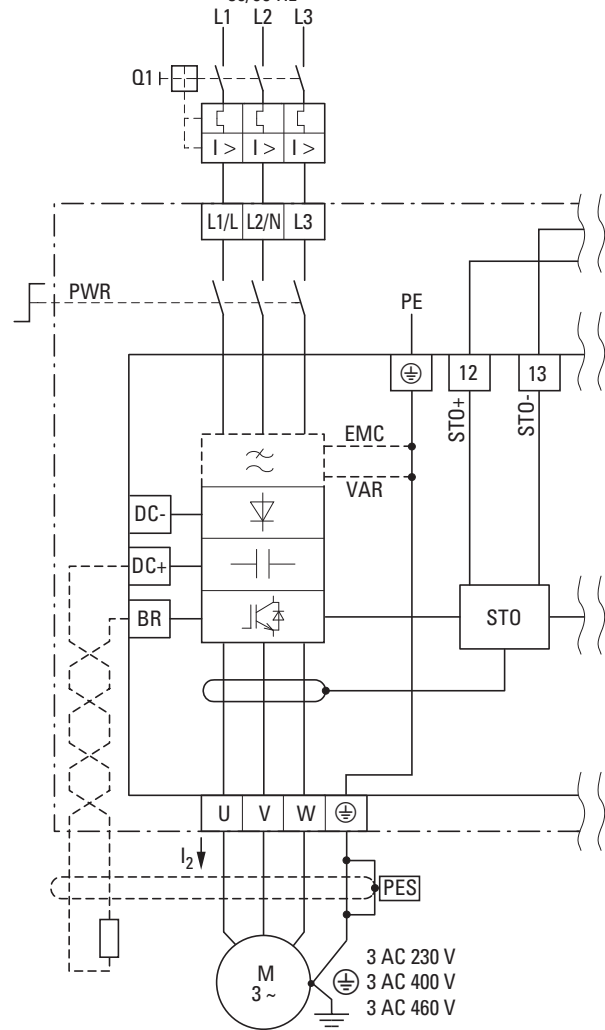 L1 L2 L3
Q1
I > I > I >
L1/L L2/N L3
PWR
PE
12 13
STO+ STO-
EMC
VAR
DC-
DC+
BR
STO
U V W
I2
PES
M
3 ~
3 AC 230 V
3 AC 400 V
3 AC 460 V